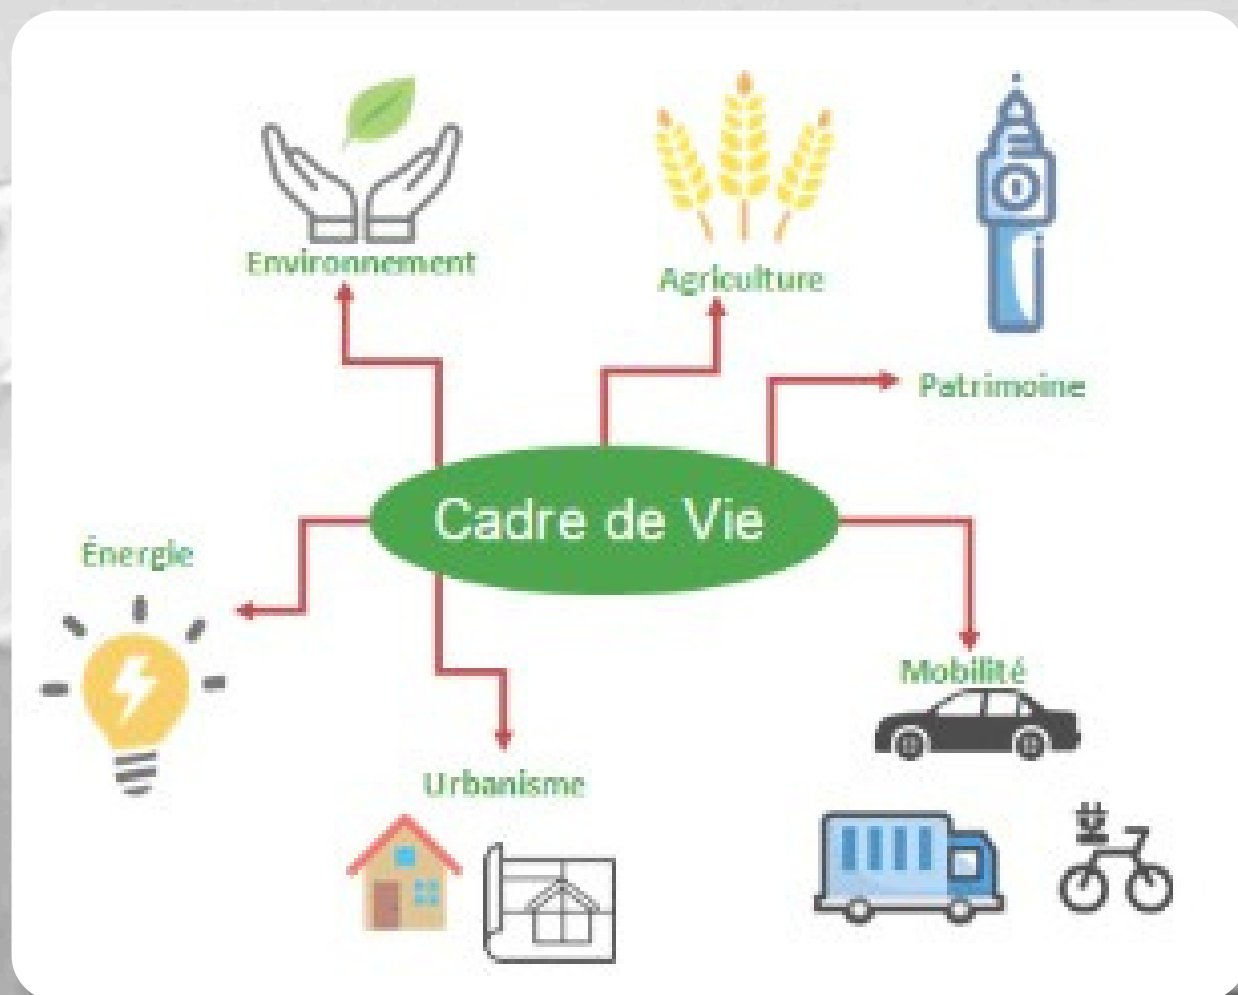 Environnement
Agriculture
Patrimoine
Cadre de Vie
Énergie
Mobilité
Urbanisme